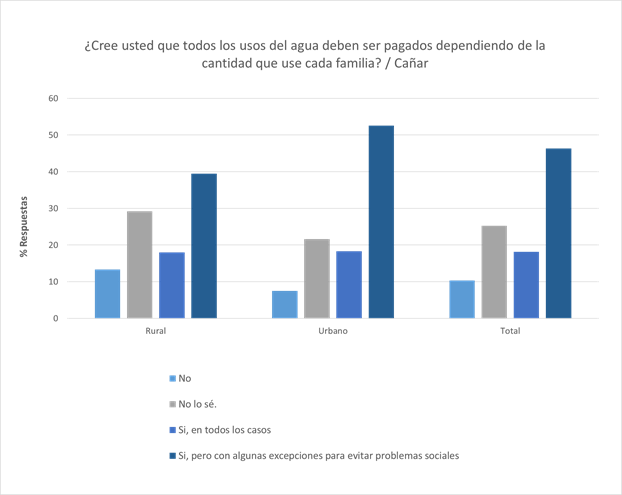 ¿Cree usted que todos los usos del agua deben ser pagados dependiendo de la
cantidad que use cada familia? / Cañar
60
50
40
30
20
10
0
% Respuestas
Rural
Urbano
Total
No
No lo sé.
Si, en todos los casos
Si, pero con algunas excepciones para evitar problemas sociales